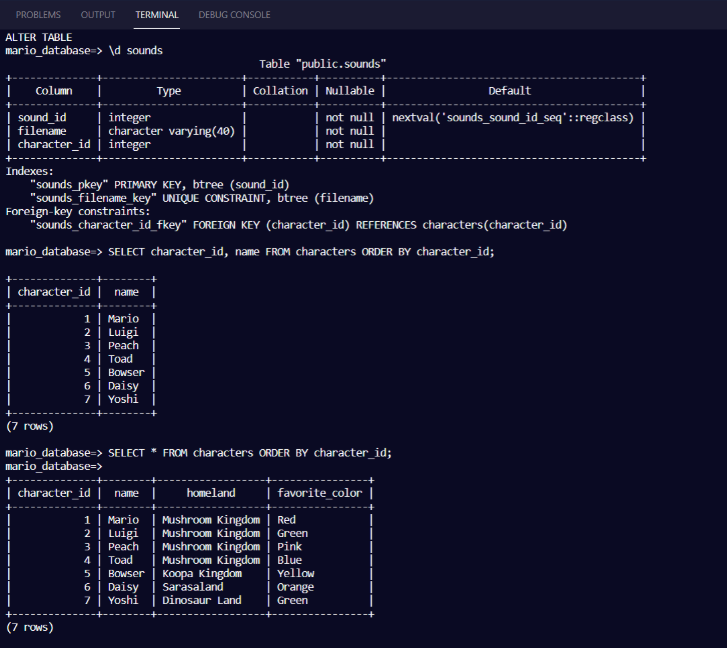 PROBLEMS OUTPUT TERMINAL DEBUG CONSOLE
ALTER TABLE
mario_database=> \d sounds
                                        Table "public.sounds"
+--------------+-----------------------+-----------+----------+-------------------------------------------+
|    Column    |         Type          | Collation | Nullable |                  Default                  |
+--------------+-----------------------+-----------+----------+-------------------------------------------+
| sound_id     | integer               |           | not null | nextval('sounds_sound_id_seq'::regclass)  |
| filename     | character varying(40) |           | not null |                                           |
| character_id | integer               |           | not null |                                           |
+--------------+-----------------------+-----------+----------+-------------------------------------------+
Indexes:
    "sounds_pkey" PRIMARY KEY, btree (sound_id)
    "sounds_filename_key" UNIQUE CONSTRAINT, btree (filename)
Foreign-key constraints:
    "sounds_character_id_fkey" FOREIGN KEY (character_id) REFERENCES characters(character_id)
mario_database=> SELECT character_id, name FROM characters ORDER BY character_id;
+--------------+--------+
| character_id |  name  |
+--------------+--------+
|            1 | Mario  |
|            2 | Luigi  |
|            3 | Peach  |
|            4 | Toad   |
|            5 | Bowser |
|            6 | Daisy  |
|            7 | Yoshi  |
+--------------+--------+
(7 rows)
mario_database=> SELECT * FROM characters ORDER BY character_id;
mario_database=>
+--------------+--------+------------------+----------------+
| character_id |  name  |     homeland     | favorite_color |
+--------------+--------+------------------+----------------+
|            1 | Mario  | Mushroom Kingdom | Red            |
|            2 | Luigi  | Mushroom Kingdom | Green          |
|            3 | Peach  | Mushroom Kingdom | Pink           |
|            4 | Toad   | Mushroom Kingdom | Blue           |
|            5 | Bowser | Koopa Kingdom    | Yellow         |
|            6 | Daisy  | Sarasaland       | Orange         |
|            7 | Yoshi  | Dinosaur Land    | Green          |
+--------------+--------+------------------+----------------+
(7 rows)